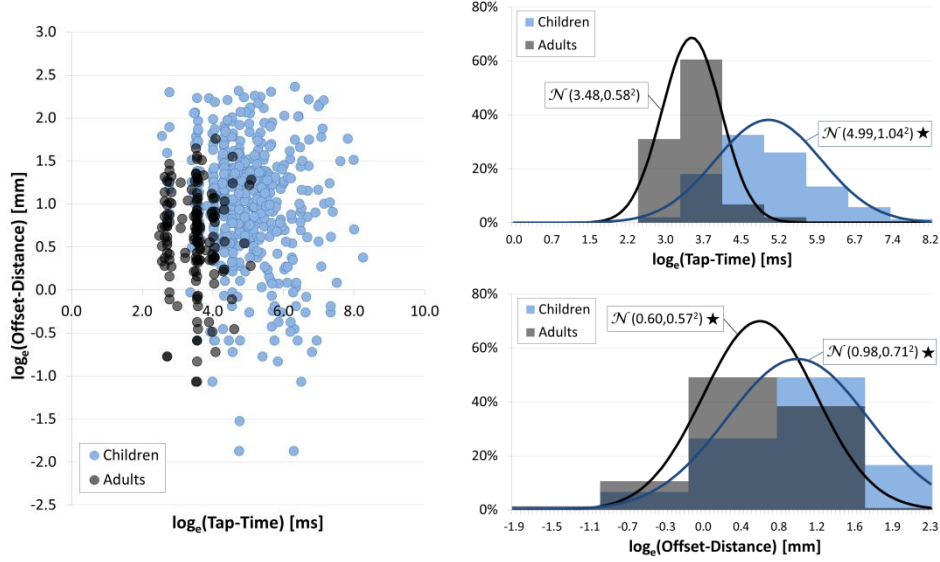 3.0
2.5
2.0
1.5
1.0
0.5
0.0
-0.5
-1.0
-1.5
-2.0
-2.5
0.0 2.0 4.0 6.0 8.0 10.0
logₑ(Offset-Distance) [mm]
logₑ(Tap-Time) [ms]
Children
Adults
80%
60%
40%
20%
0%
Children
Adults
𝒩(3.48,0.58²)
𝒩(4.99,1.04²) ★
0.0 0.7 1.5 2.2 3.0 3.7 4.5 5.2 5.9 6.7 7.4 8.2
logₑ(Tap-Time) [ms]
80%
60%
40%
20%
0%
Children
Adults
𝒩(0.60,0.57²) ★
𝒩(0.98,0.71²) ★
-1.9 -1.5 -1.1 -0.7 -0.3 0.0 0.4 0.8 1.2 1.6 1.9 2.3
logₑ(Offset-Distance) [mm]